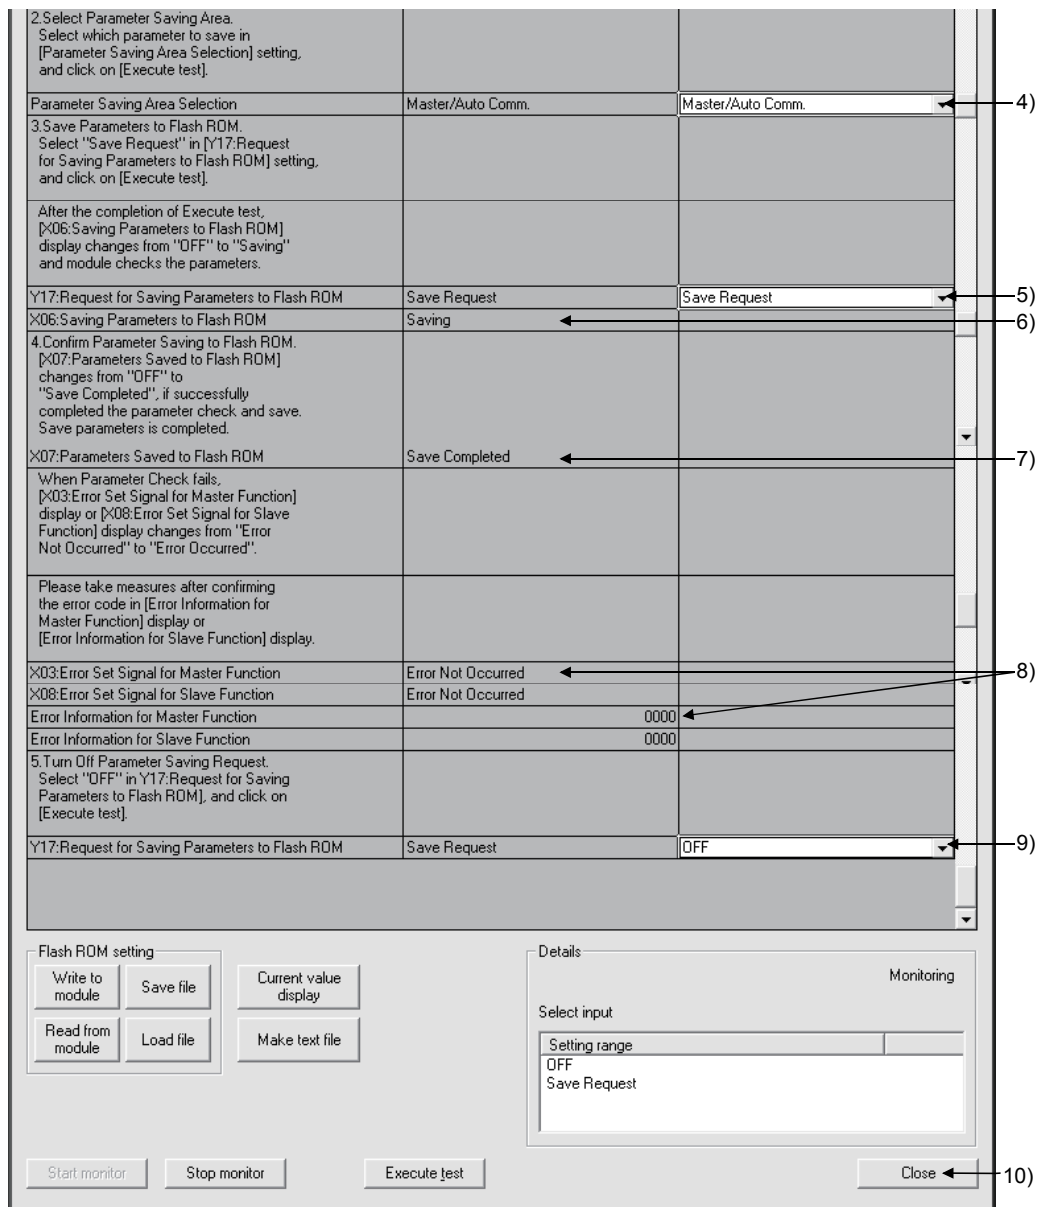 2.Select Parameter Saving Area.
Select which parameter to save in
[Parameter Saving Area Selection] setting,
and click on [Execute test].
Parameter Saving Area Selection Master/Auto Comm. Master/Auto Comm. 4)
3.Save Parameters to Flash ROM.
Select "Save Request" in [Y17:Request
for Saving Parameters to Flash ROM] setting,
and click on [Execute test].
After the completion of Execute test,
[X06:Saving Parameters to Flash ROM]
display changes from "OFF" to "Saving"
and module checks the parameters.
Y17:Request for Saving Parameters to Flash ROM Save Request Save Request 5)
X06:Saving Parameters to Flash ROM Saving 6)
4.Confirm Parameter Saving to Flash ROM.
[X07:Parameters Saved to Flash ROM]
changes from "OFF" to
"Save Completed", if successfully
completed the parameter check and save.
Save parameters is completed.
X07:Parameters Saved to Flash ROM Save Completed 7)
When Parameter Check fails,
[X03:Error Set Signal for Master Function]
display or [X08:Error Set Signal for Slave
Function] display changes from "Error
Not Occurred" to "Error Occurred".
Please take measures after confirming
the error code in [Error Information for
Master Function] display or
[Error Information for Slave Function] display.
X03:Error Set Signal for Master Function Error Not Occurred 8)
X08:Error Set Signal for Slave Function Error Not Occurred
Error Information for Master Function 0000
Error Information for Slave Function 0000
5.Turn Off Parameter Saving Request.
Select "OFF" in Y17:Request for Saving
Parameters to Flash ROM], and click on
[Execute test].
Y17:Request for Saving Parameters to Flash ROM Save Request OFF 9)
Flash ROM setting
Write to
module
Save file
Current value
display
Read from
module
Load file
Make text file
Details
Monitoring
Select input
Setting range
OFF
Save Request
Start monitor Stop monitor Execute test Close 10)